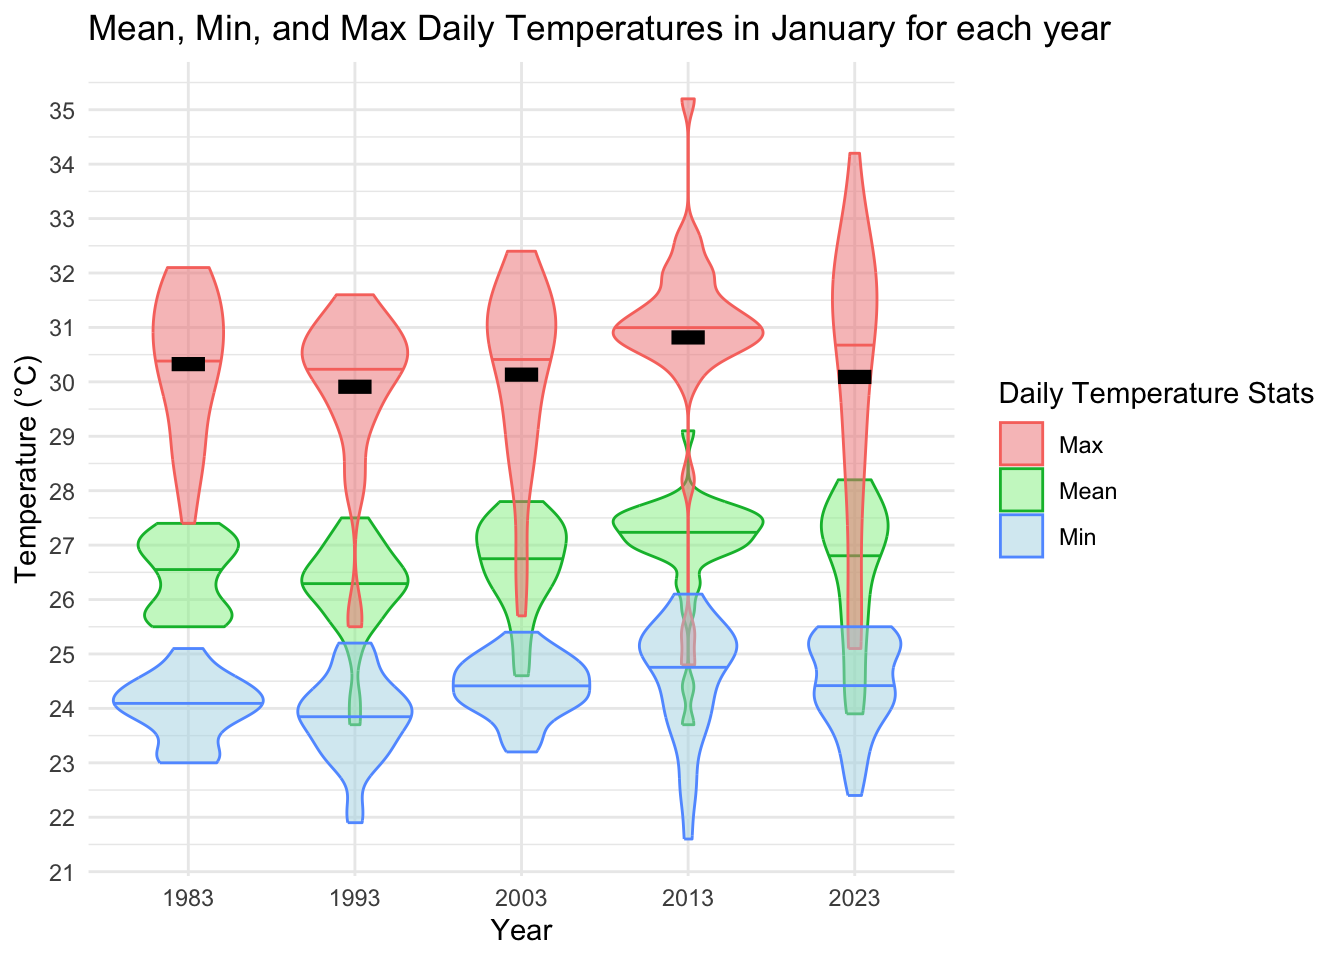 Mean, Min, and Max Daily Temperatures in January for each year
35
34
33
32
31
30
29
28
27
26
25
24
23
22
21
Temperature (°C)
1983 1993 2003 2013 2023
Year
Daily Temperature Stats
Max
Mean
Min